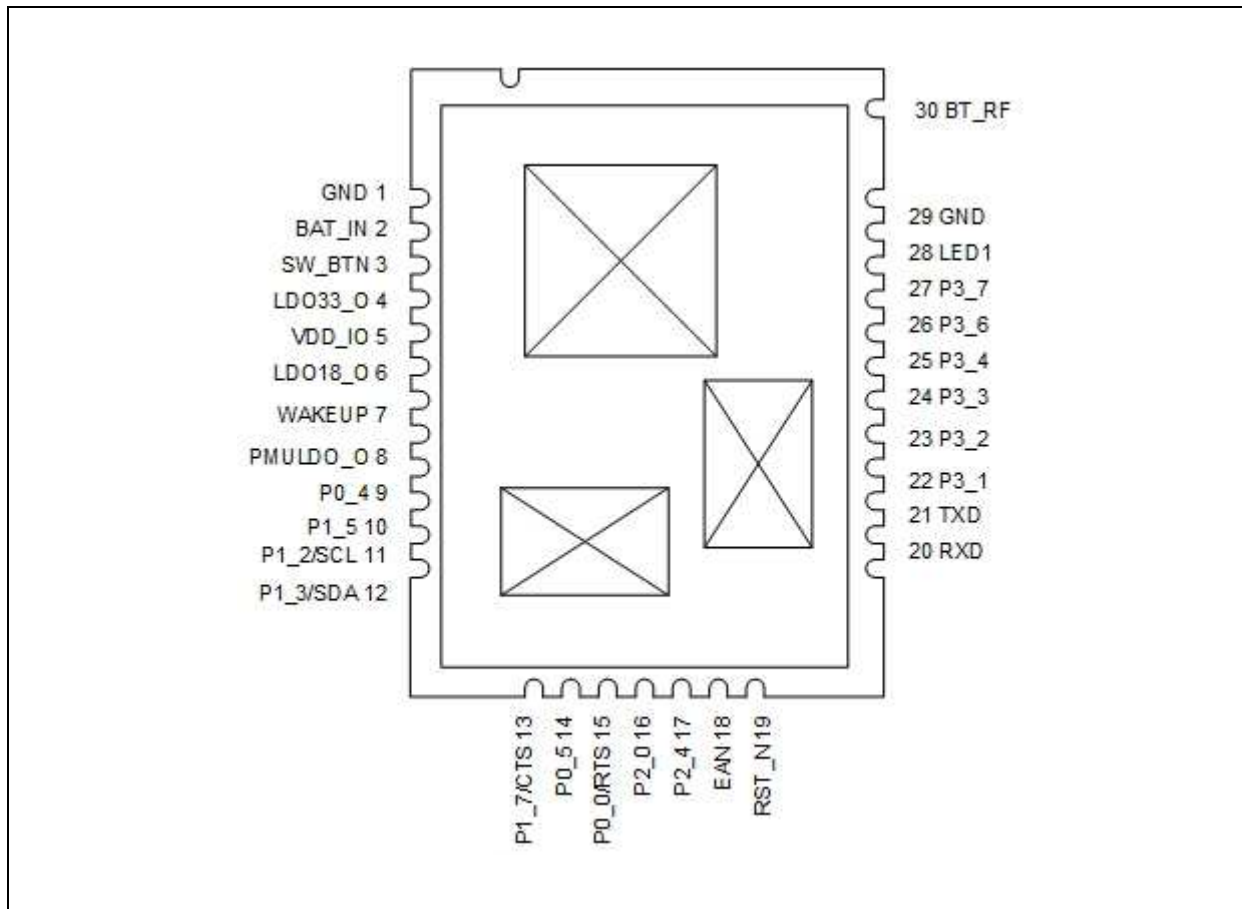 GND 1
BAT_IN 2
SW_BTN 3
LDO33_O 4
VDD_IO 5
LDO18_O 6
WAKEUP 7
PMULDO_O 8
P0_4 9
P1_5 10
P1_2/SCL 11
P1_3/SDA 12
P1_7/CTS 13
P0_5 14
P0_0/RTS 15
P2_0 16
P2_4 17
EAN 18
RST_N 19
30 BT_RF
29 GND
28 LED1
27 P3_7
26 P3_6
25 P3_4
24 P3_3
23 P3_2
22 P3_1
21 TXD
20 RXD